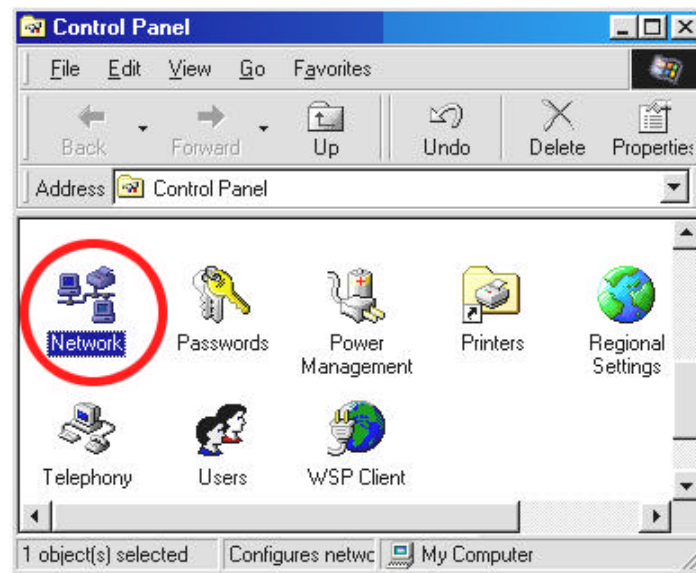 Control Panel
File Edit View Go Favorites
Back Forward Up Undo Delete Properties
Address Control Panel
Network Passwords Power Management Printers Regional Settings
Telephony Users WSP Client
1 object(s) selected Configures netwo My Computer